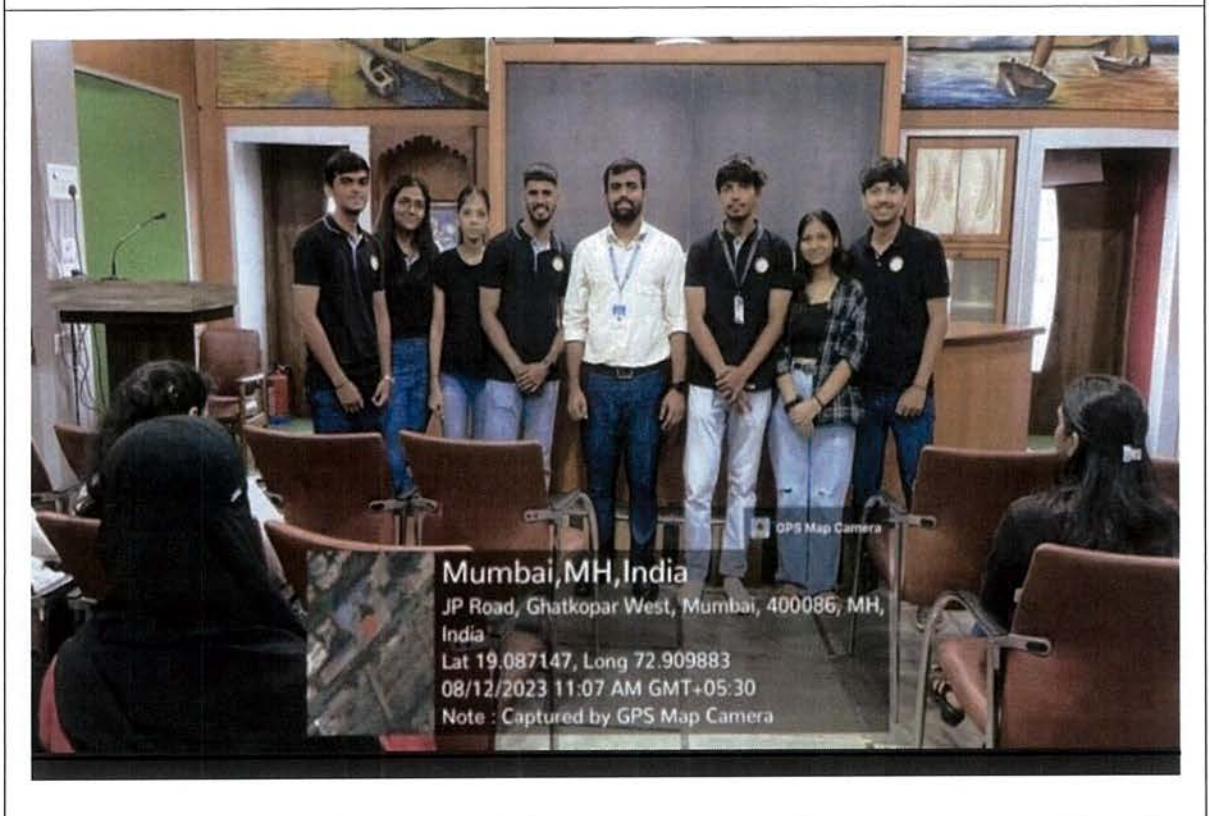 GPS Map Camera
Mumbai,MH,India
JP Road, Ghatkopar West, Mumbai, 400086, MH,
India
Lat 19.087147, Long 72.909883
08/12/2023 11:07 AM GMT+05:30
Note : Captured by GPS Map Camera